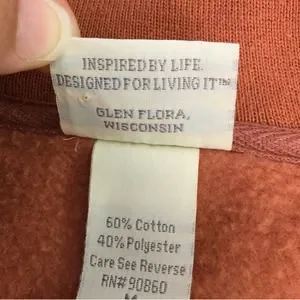 INSPIRED BY LIFE.
DESIGNED FOR LIVING IT™
GLEN FLORA,
WISCONSIN
60% Cotton
40% Polyester
Care See Reverse
RN# 90860
M